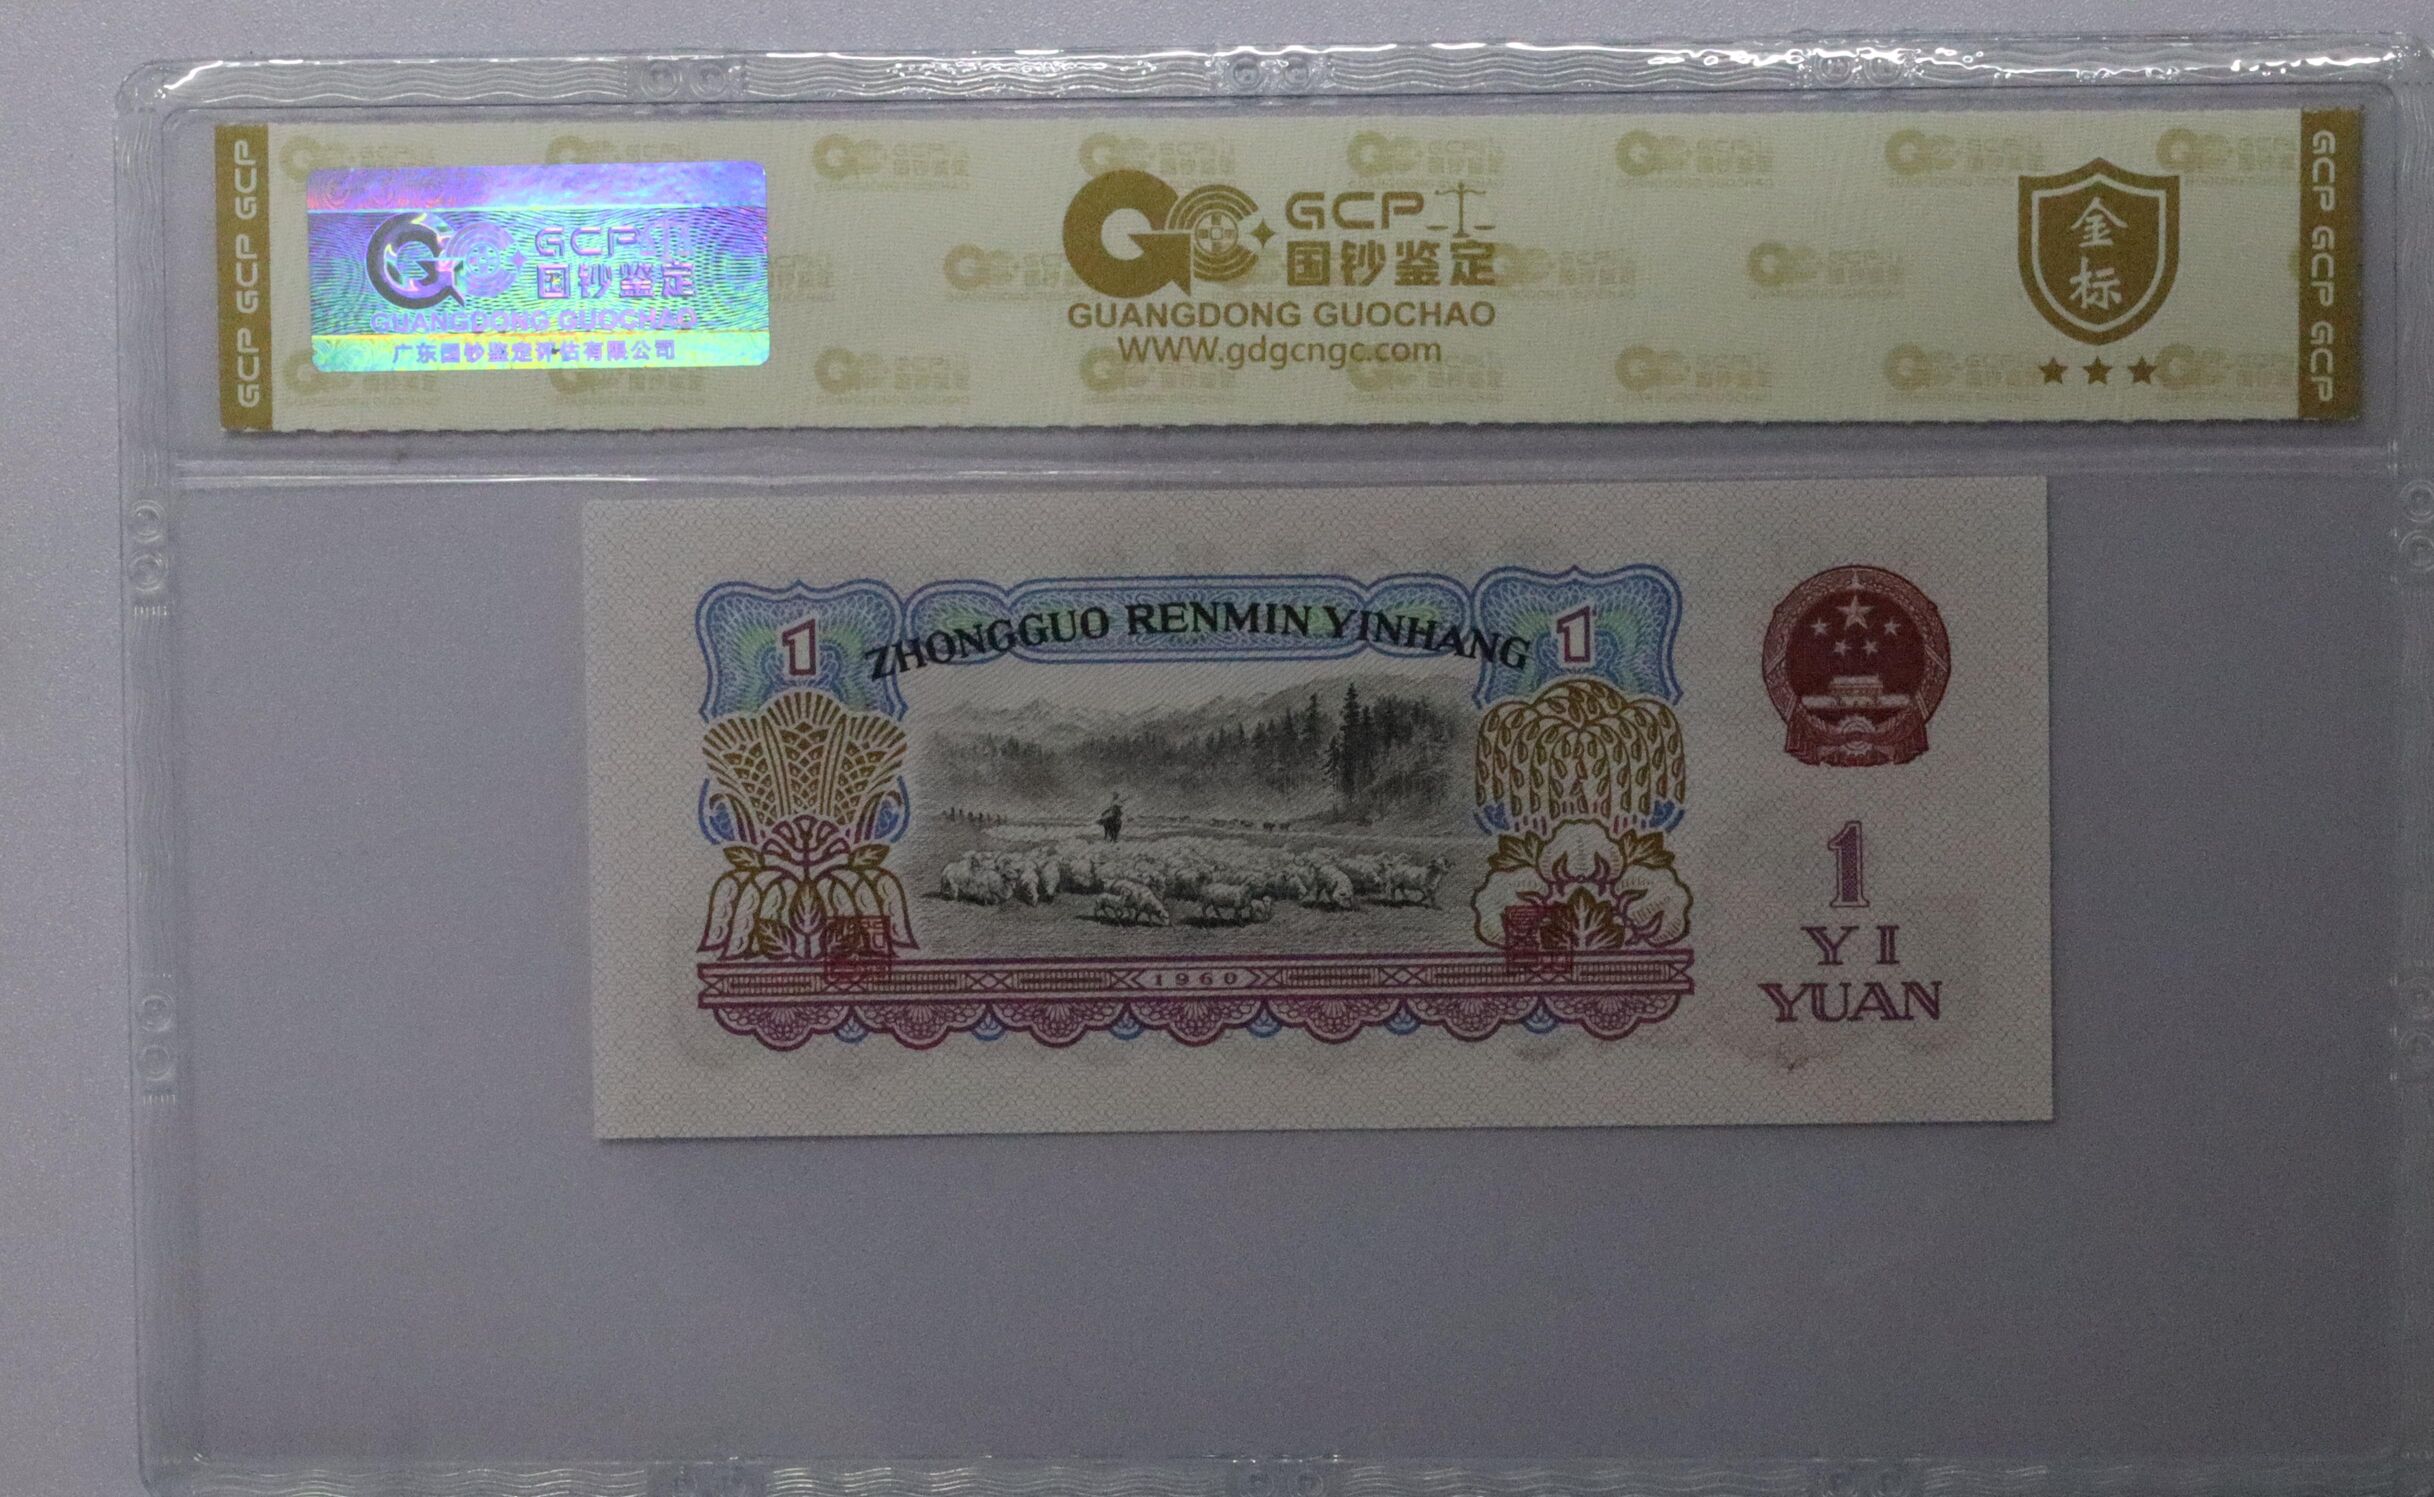 GCP GCP GCP
GCP
国钞鉴定
GUANGDONG GUOCHAO
广东国钞鉴定评估有限公司
GCP
国钞鉴定
GUANGDONG GUOCHAO
WWW.gdgcngc.com
金
标
GCP GCP GCP
1
ZHONGGUO RENMIN YINHANG
1
1960
1
YI
YUAN